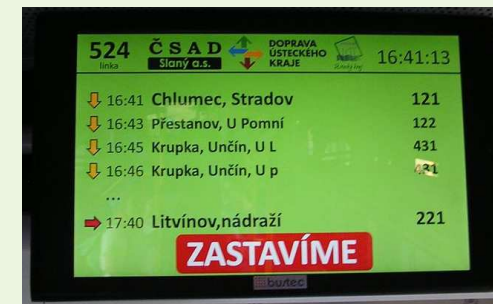 524 ČSAD DOPRAVA ÚSTECKÉHO KRAJE 16:41:13
linka Slaný a.s.
16:41 Chlumec, Stradov 121
16:43 Přestanov, U Pomní 122
16:45 Krupka, Unčín, U L 431
16:46 Krupka, Unčín, U p 431
...
17:40 Litvínov,nádraží 221
ZASTAVÍME
bustec